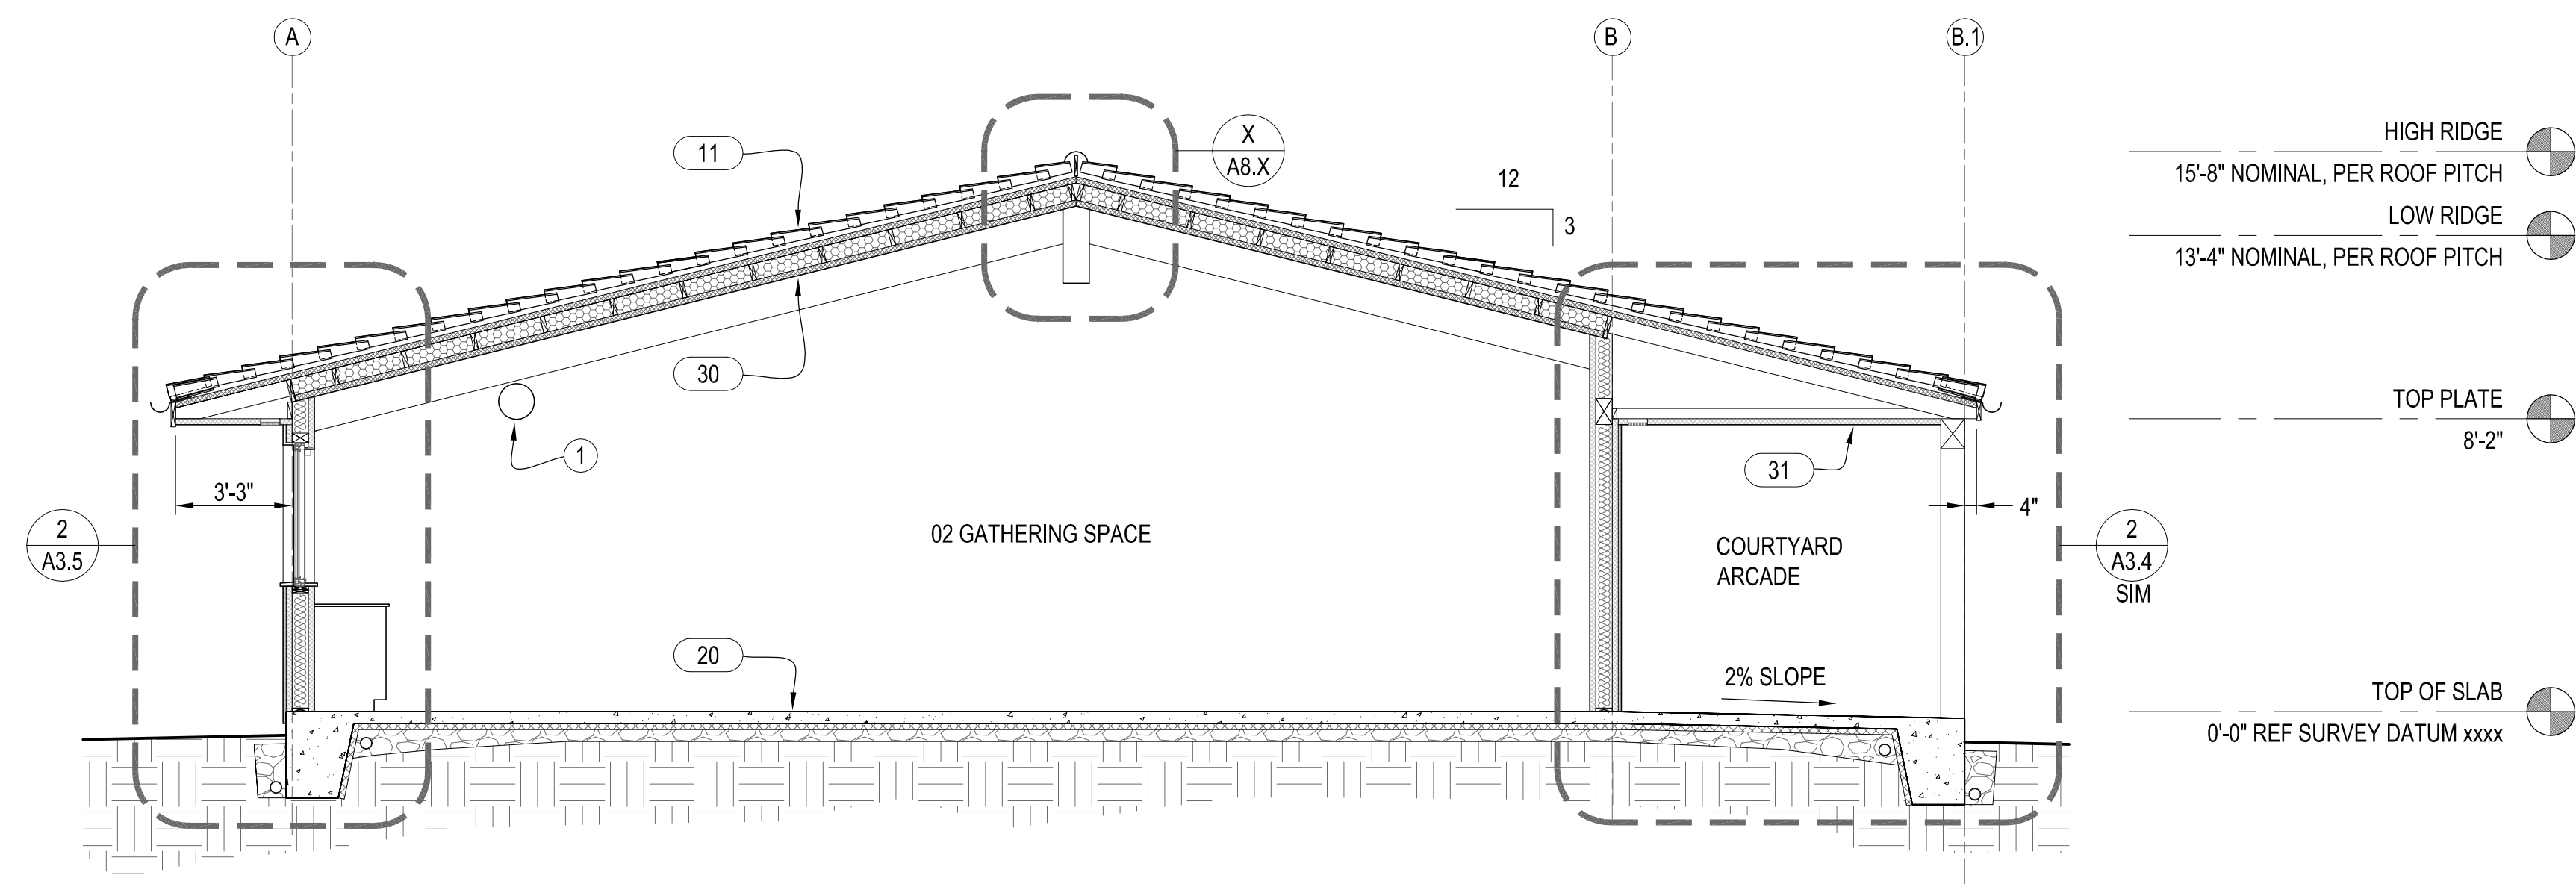 A
B
B.1
HIGH RIDGE
15'-8" NOMINAL, PER ROOF PITCH
LOW RIDGE
13'-4" NOMINAL, PER ROOF PITCH
TOP PLATE
8'-2"
TOP OF SLAB
0'-0" REF SURVEY DATUM xxxx
11
X
A8.X
12
3
30
1
31
3'-3"
4"
2
A3.5
02 GATHERING SPACE
COURTYARD
ARCADE
2
A3.4
SIM
20
2% SLOPE